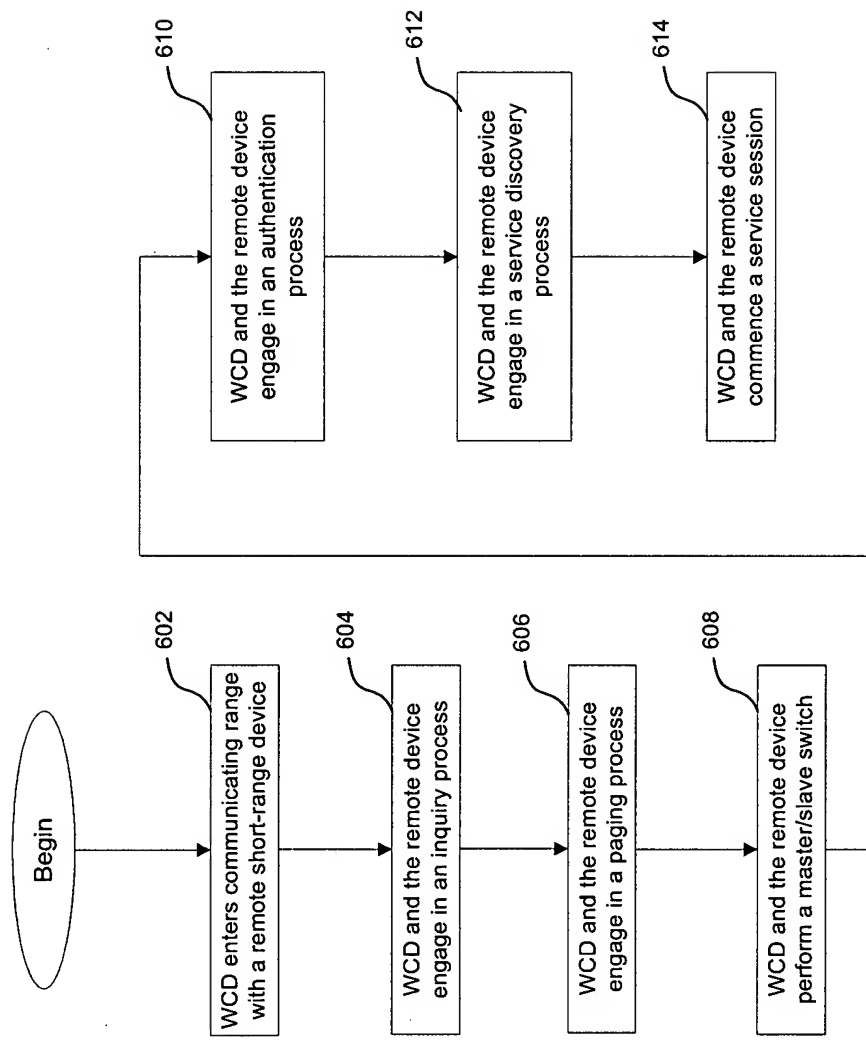 Begin
602
WCD enters communicating range
with a remote short-range device
604
WCD and the remote device
engage in an inquiry process
606
WCD and the remote device
engage in a paging process
608
WCD and the remote device
perform a master/slave switch
610
WCD and the remote device
engage in an authentication
process
612
WCD and the remote device
engage in a service discovery
process
614
WCD and the remote device
commence a service session